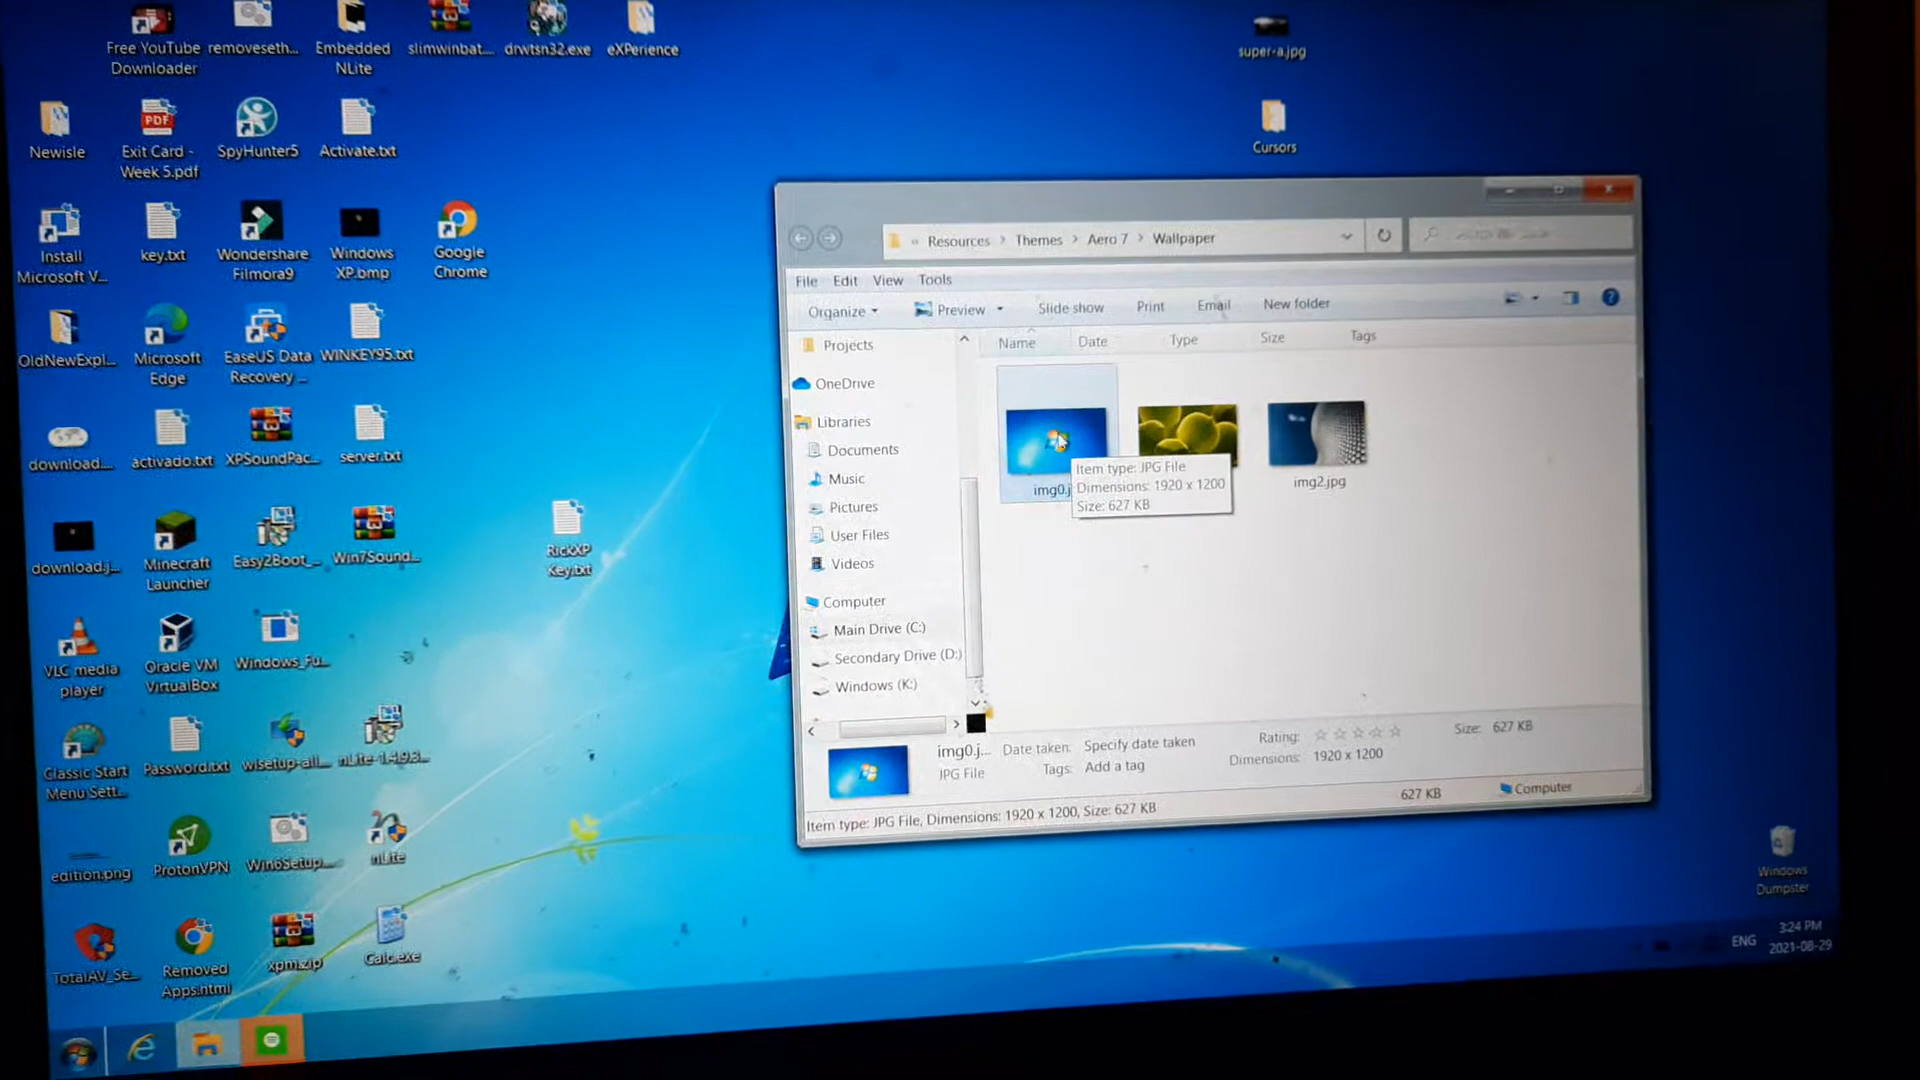 Free YouTube
Downloader
removeseth...
Embedded
NLite
slimwinbat....
drwtsn32.exe
eXPerience
super-a.jpg
Newisle
Exit Card -
Week 5.pdf
SpyHunter5
Activate.txt
Cursors
Install
Microsoft V...
key.txt
Wondershare
Filmora9
Windows
XP.bmp
Google
Chrome
OldNewExpl...
Microsoft
Edge
EaseUS Data
Recovery ...
WINKEY95.txt
download....
activado.txt
XPSoundPac...
server.txt
download.j...
Minecraft
Launcher
Easy2Boot_...
Win7Sound...
RickXP
Key.txt
VLC media
player
Oracle VM
VirtualBox
Windows_Fu...
Classic Start
Menu Sett...
Password.txt
wlsetup-all...
nLite-1.4.9.3...
edition.png
ProtonVPN
Win6Setup...
nLite
TotalAV_Se...
Removed
Apps.html
xpm.zip
Calc.exe
« Resources > Themes > Aero 7 > Wallpaper
File Edit View Tools
Organize Preview Slide show Print Email New folder
Name Date Type Size Tags
Projects
OneDrive
Libraries
Documents
Music
Pictures
User Files
Videos
Computer
Main Drive (C:)
Secondary Drive (D:)
Windows (K:)
img0.j
Item type: JPG File
Dimensions: 1920 x 1200
Size: 627 KB
img2.jpg
img0.j... Date taken: Specify date taken Rating: Size: 627 KB
JPG File Tags: Add a tag Dimensions: 1920 x 1200
627 KB Computer
Item type: JPG File, Dimensions: 1920 x 1200, Size: 627 KB
Windows
Dumpster
ENG
3:24 PM
2021-08-29